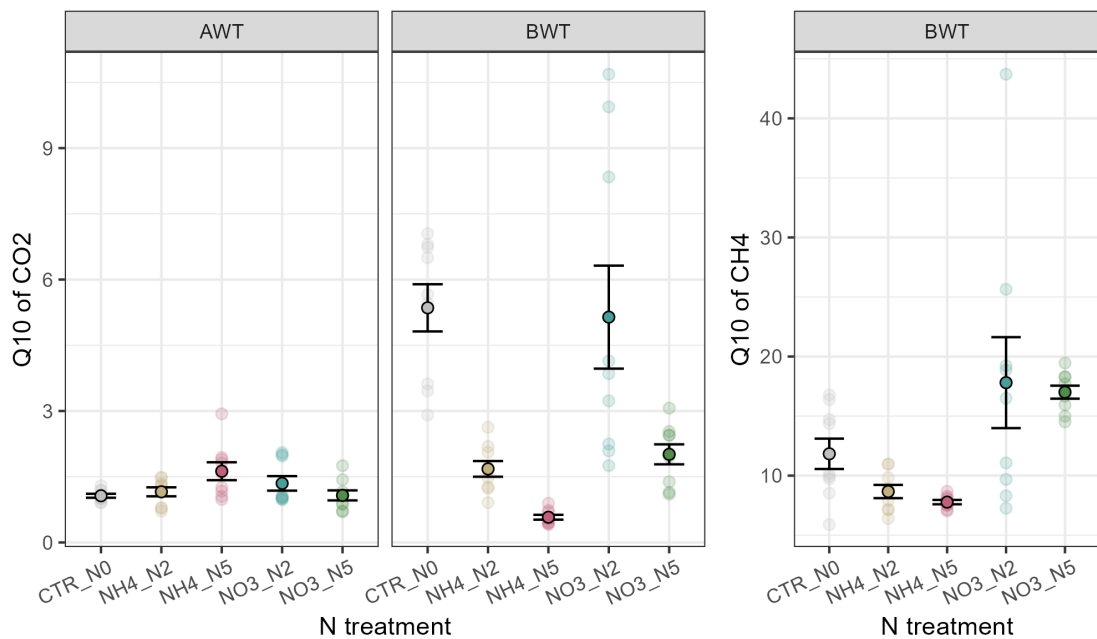 AWT
BWT
BWT
Q10 of CO2
9
6
3
0
Q10 of CH4
40
30
20
10
CTR_N0
NH4_N2
NH4_N5
NO3_N2
NO3_N5
CTR_N0
NH4_N2
NH4_N5
NO3_N2
NO3_N5
CTR_N0
NH4_N2
NH4_N5
NO3_N2
NO3_N5
N treatment
N treatment